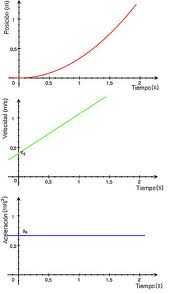 Posición (m)
1
0,5
0
0,5
1
1,5
2
Tiempo(s)
Velocidad (m/s)
1
0,5
v₀
0
0,5
1
1,5
2
Tiempo(s)
Aceleración (m/s²)
1
a₀
0,5
0
0,5
1
1,5
2
Tiempo(s)